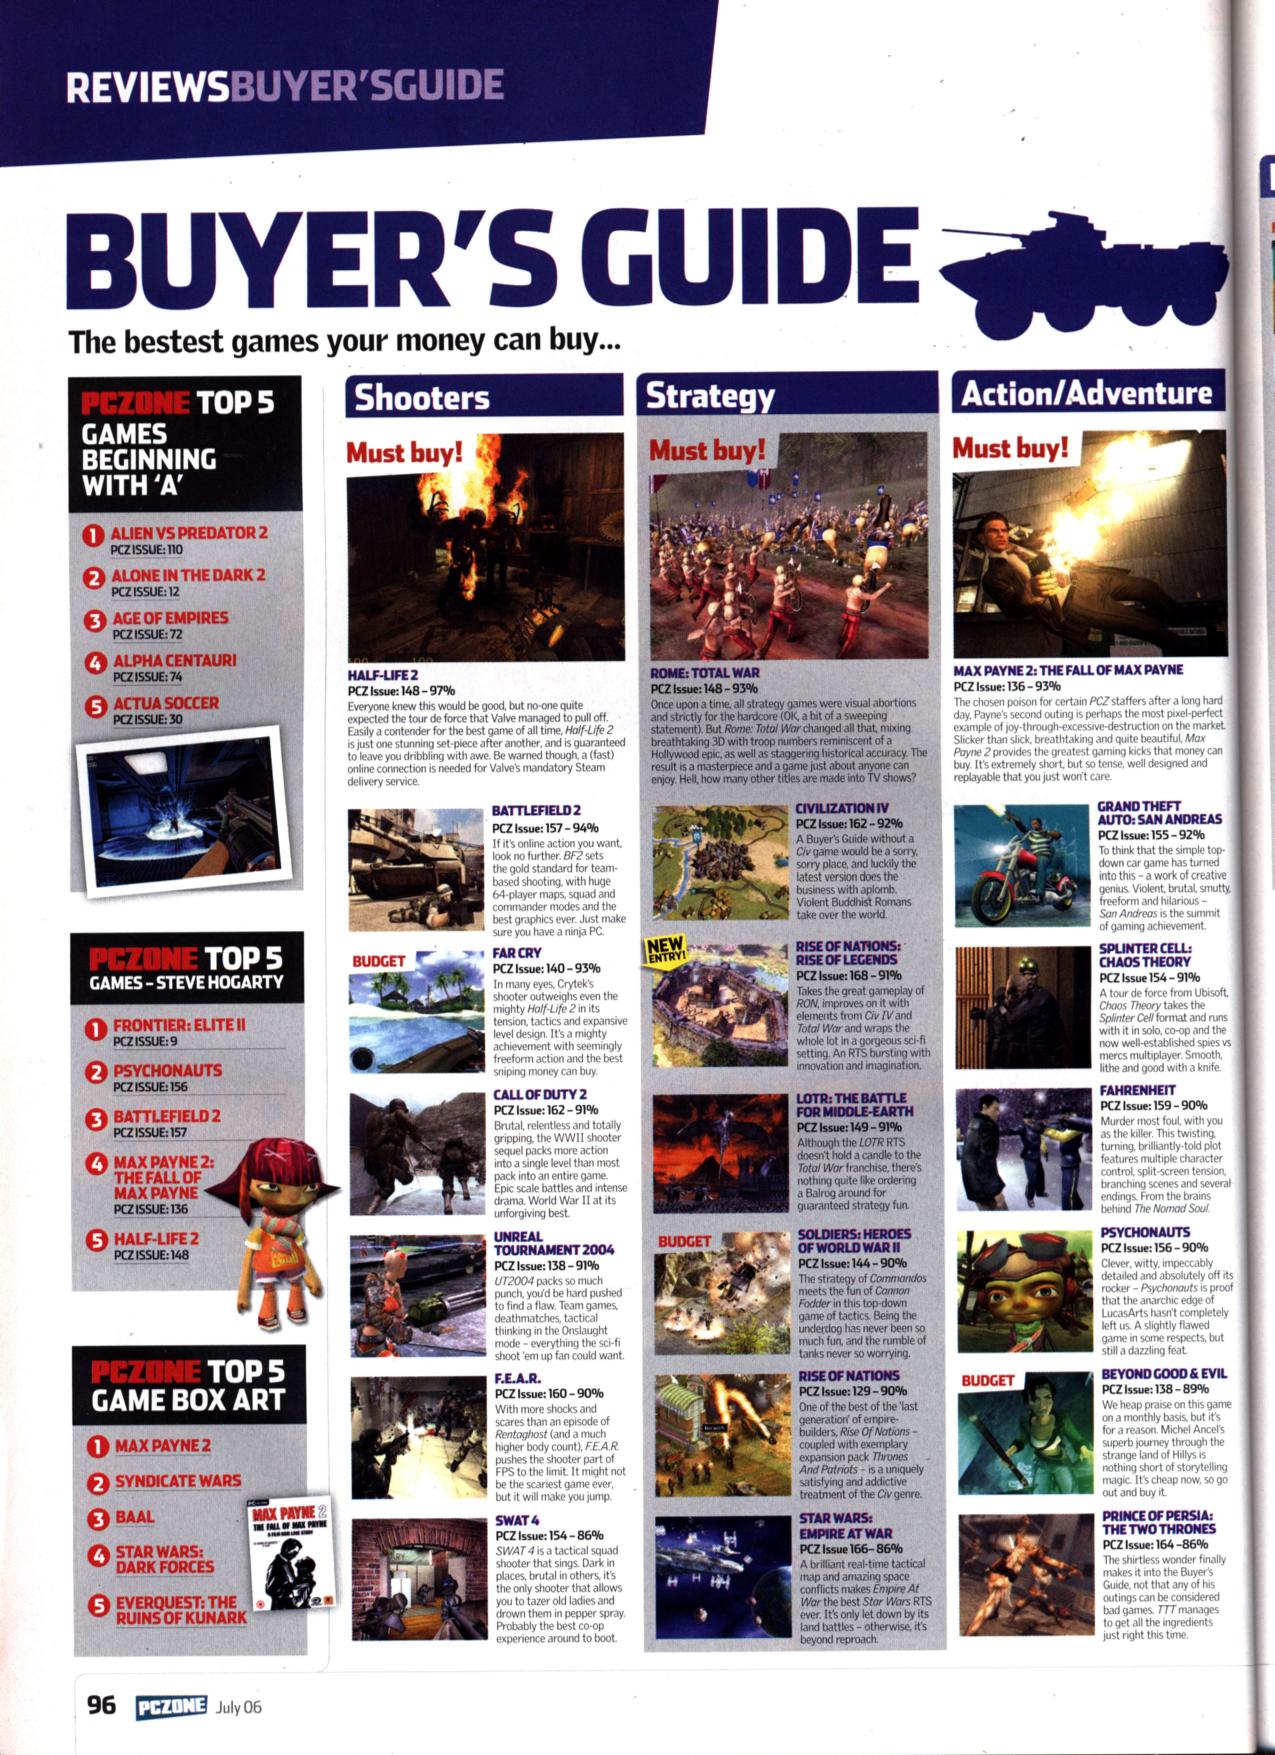 REVIEWSBUYER'SGUIDE
BUYER'S GUIDE
The bestest games your money can buy...
PCZONE TOP 5
GAMES
BEGINNING
WITH 'A'
1 ALIEN VS PREDATOR 2
PCZ ISSUE: 110
2 ALONE IN THE DARK 2
PCZ ISSUE: 12
3 AGE OF EMPIRES
PCZ ISSUE: 72
4 ALPHA CENTAURI
PCZ ISSUE: 74
5 ACTUA SOCCER
PCZ ISSUE: 30
PCZONE TOP 5
GAMES – STEVE HOGARTY
1 FRONTIER: ELITE II
PCZ ISSUE: 9
2 PSYCHONAUTS
PCZ ISSUE: 156
3 BATTLEFIELD 2
PCZ ISSUE: 157
4 MAX PAYNE 2:
THE FALL OF
MAX PAYNE
PCZ ISSUE: 136
5 HALF-LIFE 2
PCZ ISSUE: 148
PCZONE TOP 5
GAME BOX ART
1 MAX PAYNE 2
2 SYNDICATE WARS
3 BAAL
4 STAR WARS:
DARK FORCES
5 EVERQUEST: THE
RUINS OF KUNARK
MAX PAYNE 2
THE FALL OF MAX PAYNE
Shooters
Must buy!
HALF-LIFE 2
PCZ Issue: 148 – 97%
Everyone knew this would be good, but no-one quite
expected the tour de force that Valve managed to pull off.
Easily a contender for the best game of all time, Half-Life 2
is just one stunning set-piece after another, and is guaranteed
to leave you dribbling with awe. Be warned though, a (fast)
online connection is needed for Valve's mandatory Steam
delivery service.
BATTLEFIELD 2
PCZ Issue: 157 – 94%
If it's online action you want,
look no further. BF2 sets
the gold standard for team-
based shooting, with huge
64-player maps, squad and
commander modes and the
best graphics ever. Just make
sure you have a ninja PC.
BUDGET
FAR CRY
PCZ Issue: 140 – 93%
In many eyes, Crytek's
shooter outweighs even the
mighty Half-Life 2 in its
tension, tactics and expansive
level design. It's a mighty
achievement with seemingly
freeform action and the best
sniping money can buy.
CALL OF DUTY 2
PCZ Issue: 162 – 91%
Brutal, relentless and totally
gripping, the WWII shooter
sequel packs more action
into a single level than most
pack into an entire game.
Epic scale battles and intense
drama. World War II at its
unforgiving best.
UNREAL
TOURNAMENT 2004
PCZ Issue: 138 – 91%
UT2004 packs so much
punch, you'd be hard pushed
to find a flaw. Team games,
deathmatches, tactical
thinking in the Onslaught
mode – everything the sci-fi
shoot 'em up fan could want.
F.E.A.R.
PCZ Issue: 160 – 90%
With more shocks and
scares than an episode of
Rentaghost (and a much
higher body count), F.E.A.R.
pushes the shooter part of
FPS to the limit. It might not
be the scariest game ever,
but it will make you jump.
SWAT 4
PCZ Issue: 154 – 86%
SWAT 4 is a tactical squad
shooter that sings. Dark in
places, brutal in others, it's
the only shooter that allows
you to tazer old ladies and
drown them in pepper spray.
Probably the best co-op
experience around to boot.
Strategy
Must buy!
ROME: TOTAL WAR
PCZ Issue: 148 – 93%
Once upon a time, all strategy games were visual abortions
and strictly for the hardcore (OK, a bit of a sweeping
statement). But Rome: Total War changed all that, mixing
breathtaking 3D with troop numbers reminiscent of a
Hollywood epic, as well as staggering historical accuracy. The
result is a masterpiece and a game just about anyone can
enjoy. Hell, how many other titles are made into TV shows?
CIVILIZATION IV
PCZ Issue: 162 – 92%
A Buyer's Guide without a
Civ game would be a sorry,
sorry place, and luckily the
latest version does the
business with aplomb.
Violent Buddhist Romans
take over the world.
NEW
ENTRY!
RISE OF NATIONS:
RISE OF LEGENDS
PCZ Issue: 168 – 91%
Takes the great gameplay of
RON, improves on it with
elements from Civ IV and
Total War and wraps the
whole lot in a gorgeous sci-fi
setting. An RTS bursting with
innovation and imagination.
LOTR: THE BATTLE
FOR MIDDLE-EARTH
PCZ Issue: 149 – 91%
Although the LOTR RTS
doesn't hold a candle to the
Total War franchise, there's
nothing quite like ordering
a Balrog around for
guaranteed strategy fun.
BUDGET
SOLDIERS: HEROES
OF WORLD WAR II
PCZ Issue: 144 – 90%
The strategy of Commandos
meets the fun of Cannon
Fodder in this top-down
game of tactics. Being the
underdog has never been so
much fun, and the rumble of
tanks never so worrying.
RISE OF NATIONS
PCZ Issue: 129 – 90%
One of the best of the 'last
generation' of empire-
builders, Rise Of Nations –
coupled with exemplary
expansion pack Thrones
And Patriots – is a uniquely
satisfying and addictive
treatment of the Civ genre.
STAR WARS:
EMPIRE AT WAR
PCZ Issue 166– 86%
A brilliant real-time tactical
map and amazing space
conflicts makes Empire At
War the best Star Wars RTS
ever. It's only let down by its
land battles – otherwise, it's
beyond reproach.
Action/Adventure
Must buy!
MAX PAYNE 2: THE FALL OF MAX PAYNE
PCZ Issue: 136 – 93%
The chosen poison for certain PCZ staffers after a long hard
day, Payne's second outing is perhaps the most pixel-perfect
example of joy-through-excessive-destruction on the market.
Slicker than slick, breathtaking and quite beautiful, Max
Payne 2 provides the greatest gaming kicks that money can
buy. It's extremely short, but so tense, well designed and
replayable that you just won't care.
GRAND THEFT
AUTO: SAN ANDREAS
PCZ Issue: 155 – 92%
To think that the simple top-
down car game has turned
into this – a work of creative
genius. Violent, brutal, smutty,
freeform and hilarious –
San Andreas is the summit
of gaming achievement.
SPLINTER CELL:
CHAOS THEORY
PCZ Issue 154 – 91%
A tour de force from Ubisoft,
Chaos Theory takes the
Splinter Cell format and runs
with it in solo, co-op and the
now well-established spies vs
mercs multiplayer. Smooth,
lithe and good with a knife.
FAHRENHEIT
PCZ Issue: 159 – 90%
Murder most foul, with you
as the killer. This twisting,
turning, brilliantly-told plot
features multiple character
control, split-screen tension,
branching scenes and several
endings. From the brains
behind The Nomad Soul.
PSYCHONAUTS
PCZ Issue: 156 – 90%
Clever, witty, impeccably
detailed and absolutely off its
rocker – Psychonauts is proof
that the anarchic edge of
LucasArts hasn't completely
left us. A slightly flawed
game in some respects, but
still a dazzling feat.
BUDGET
BEYOND GOOD & EVIL
PCZ Issue: 138 – 89%
We heap praise on this game
on a monthly basis, but it's
for a reason. Michel Ancel's
superb journey through the
strange land of Hillys is
nothing short of storytelling
magic. It's cheap now, so go
out and buy it.
PRINCE OF PERSIA:
THE TWO THRONES
PCZ Issue: 164 –86%
The shirtless wonder finally
makes it into the Buyer's
Guide, not that any of his
outings can be considered
bad games. TTT manages
to get all the ingredients
just right this time.
96 PCZONE July 06